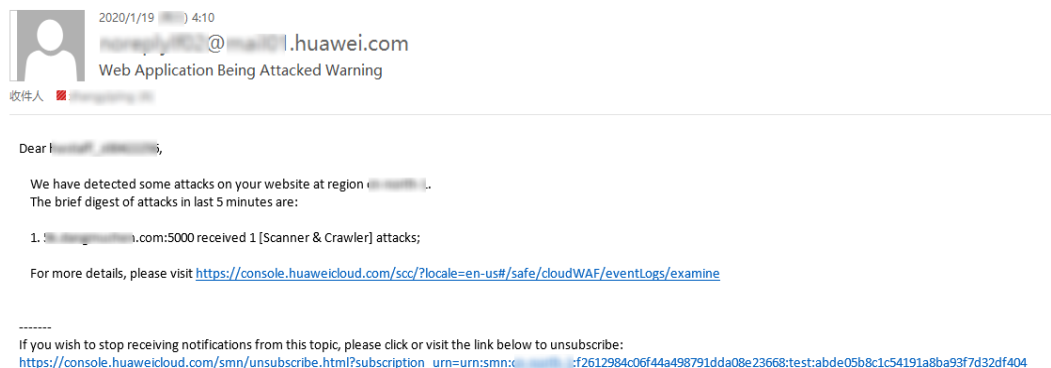 2020/1/19 ) 4:10
@ .huawei.com
Web Application Being Attacked Warning
收件人
Dear ,
We have detected some attacks on your website at region .
The brief digest of attacks in last 5 minutes are:
1. .com:5000 received 1 [Scanner & Crawler] attacks;
For more details, please visit https://console.huaweicloud.com/scc/?locale=en-us#/safe/cloudWAF/eventLogs/examine
-------
If you wish to stop receiving notifications from this topic, please click or visit the link below to unsubscribe:
https://console.huaweicloud.com/smn/unsubscribe.html?subscription_urn=urn:smn: :f2612984c06f44a498791dda08e23668:test:abde05b8c1c54191a8ba93f7d32df404